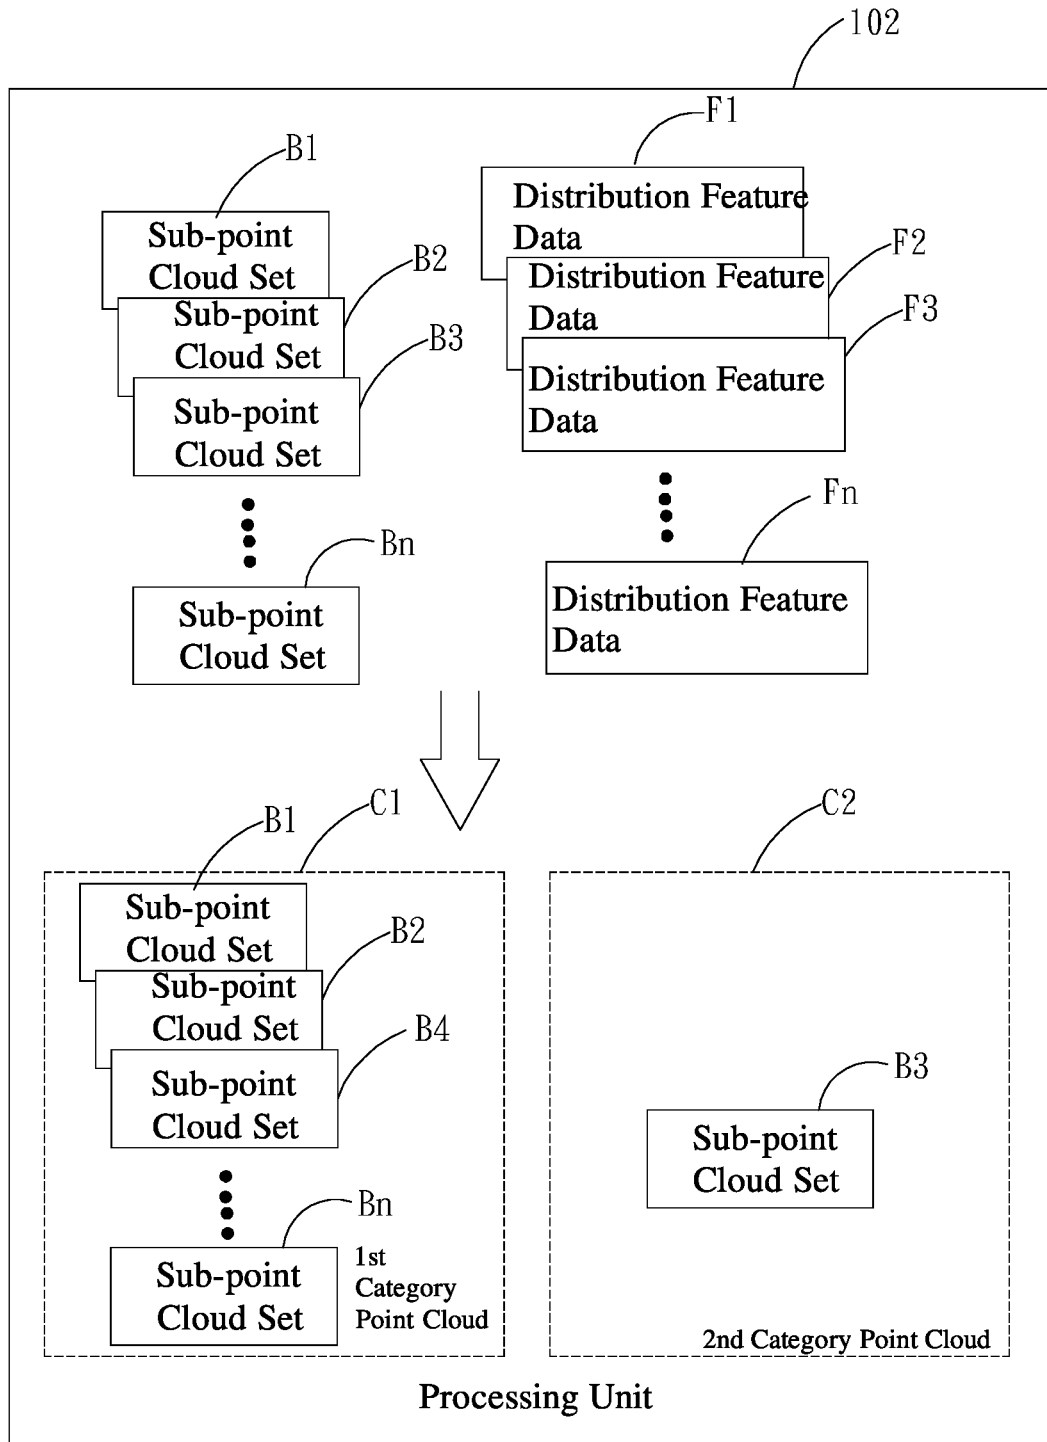 102
B1
Sub-point
Cloud Set
B2
Sub-point
Cloud Set
B3
Sub-point
Cloud Set
Bn
Sub-point
Cloud Set
F1
Distribution Feature
Data
F2
Distribution Feature
Data
F3
Distribution Feature
Data
Fn
Distribution Feature
Data
C1
B1
Sub-point
Cloud Set
B2
Sub-point
Cloud Set
B4
Sub-point
Cloud Set
Bn
Sub-point
Cloud Set
1st
Category
Point Cloud
C2
B3
Sub-point
Cloud Set
2nd Category Point Cloud
Processing Unit